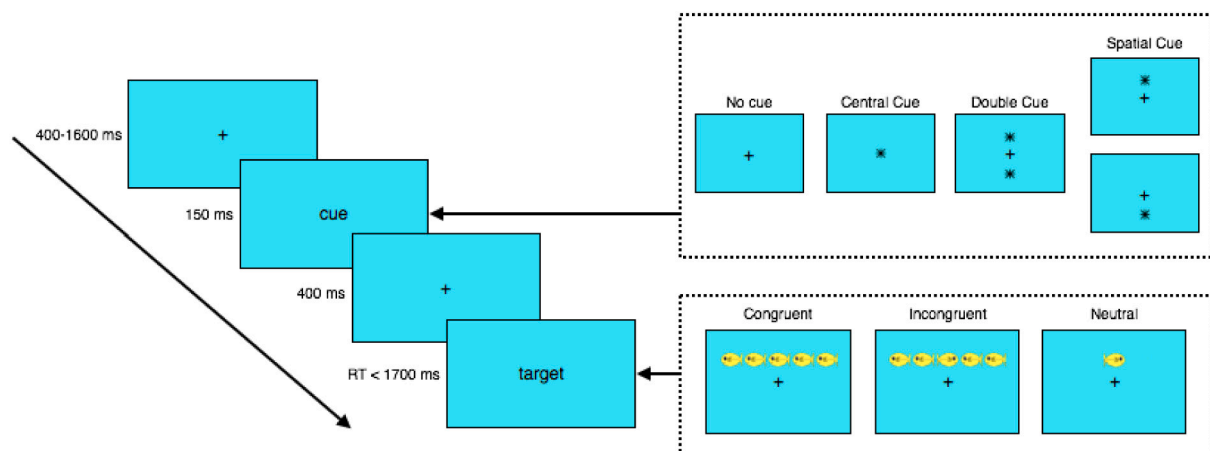 400-1600 ms
cue
150 ms
400 ms
target
RT < 1700 ms
Spatial Cue
No cue
Central Cue
Double Cue
Congruent
Incongruent
Neutral